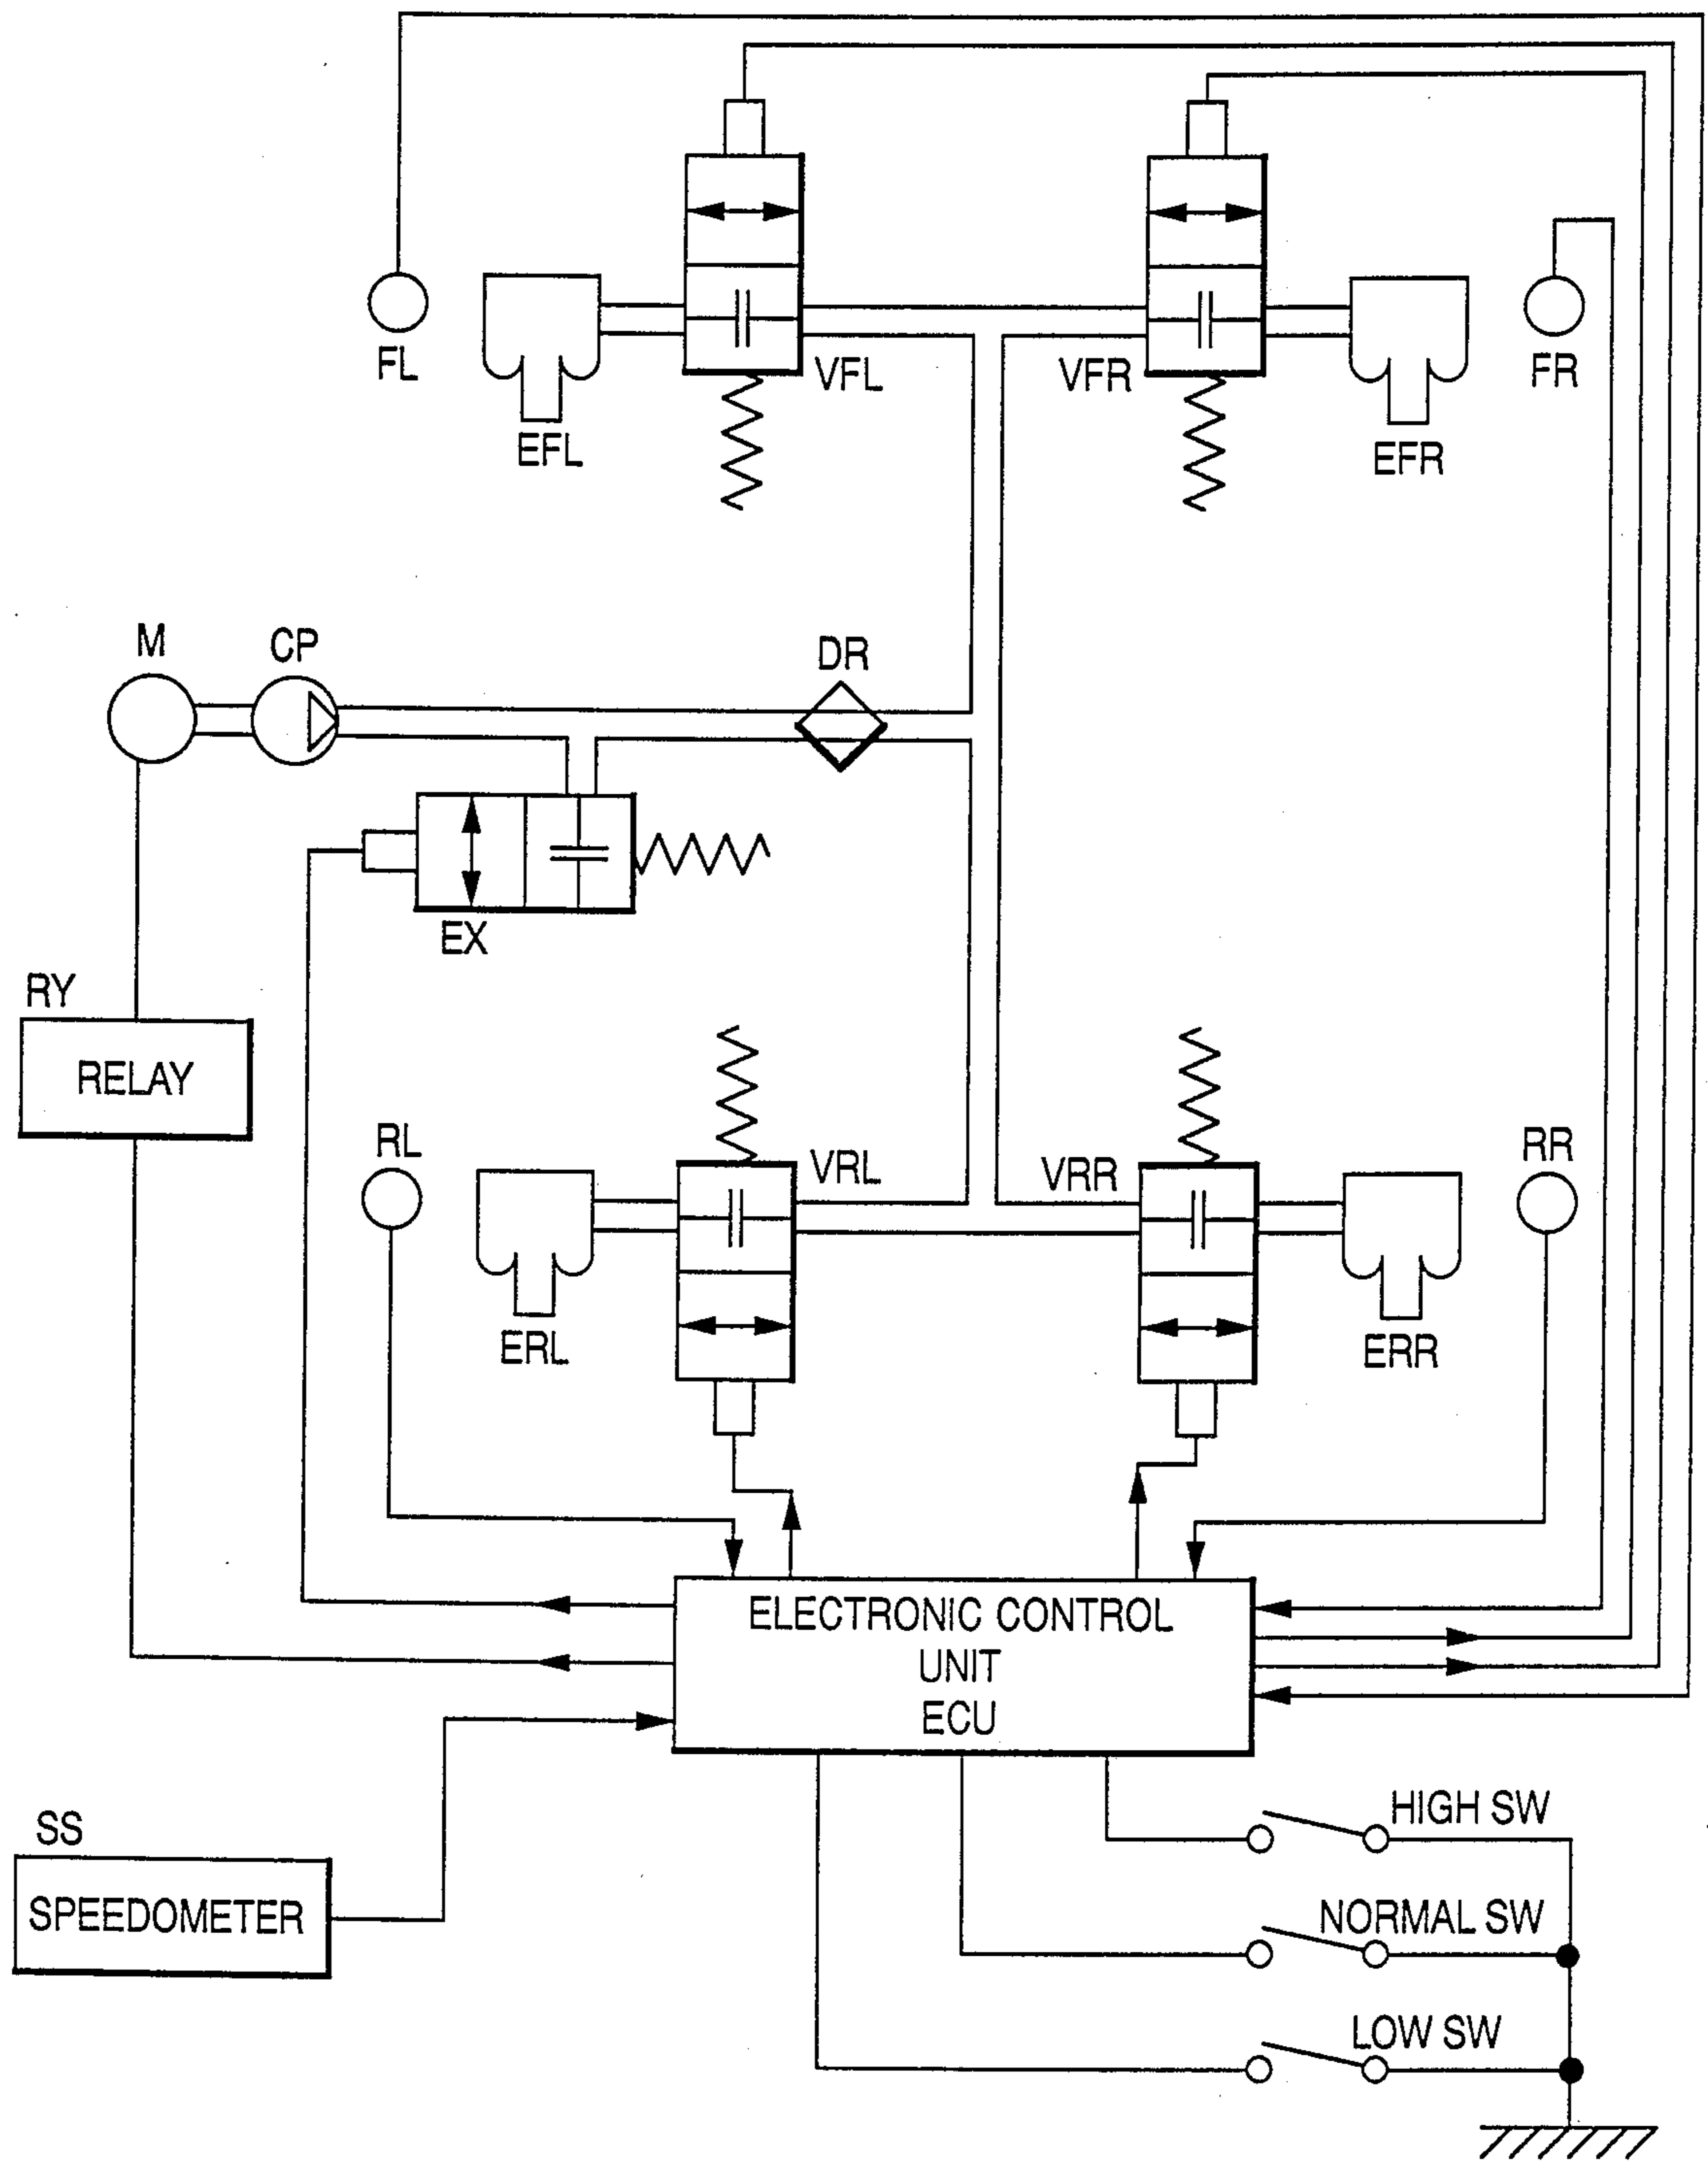 FL
EFL
VFL
VFR
EFR
FR
M
CP
DR
EX
RY
RELAY
RL
ERL
VRL
VRR
ERR
RR
ELECTRONIC CONTROL
UNIT
ECU
SS
SPEEDOMETER
HIGH SW
NORMAL SW
LOW SW